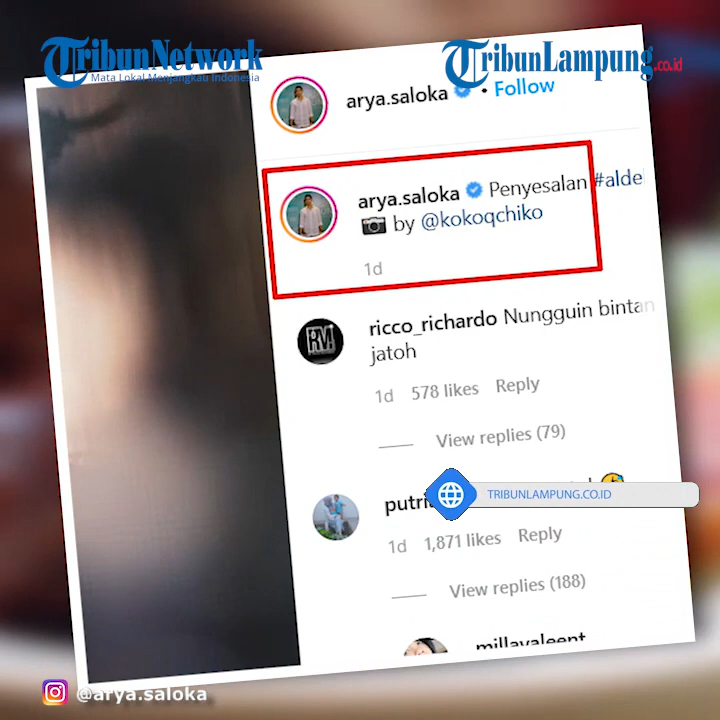 TribunNetwork
Mata Lokal Menjangkau Indonesia
TribunLampung.co.id
arya.saloka • Follow
arya.saloka Penyesalan #alde
by @kokoqchiko
1d
ricco_richardo Nungguin bintan
jatoh
1d 578 likes Reply
View replies (79)
TRIBUNLAMPUNG.CO.ID
1d 1,871 likes Reply
View replies (188)
@arya.saloka